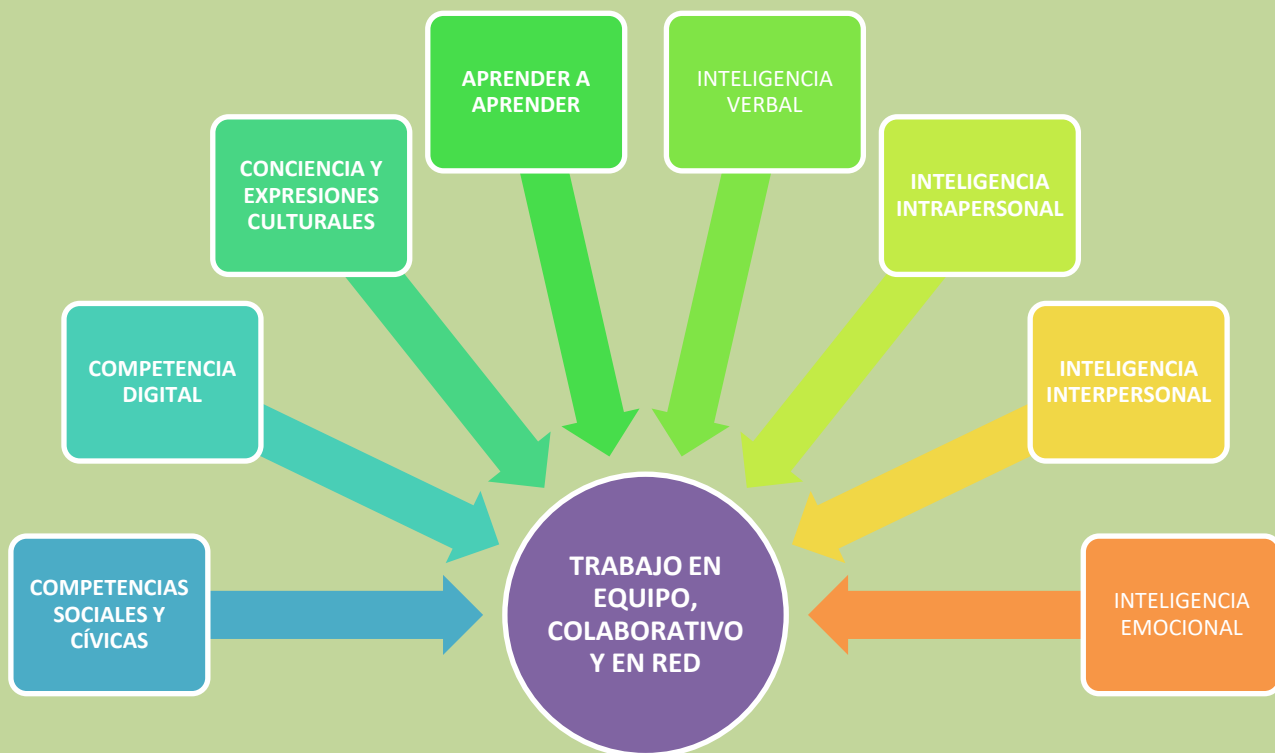 APRENDER A
APRENDER
INTELIGENCIA
VERBAL
CONCIENCIA Y
EXPRESIONES
CULTURALES
INTELIGENCIA
INTRAPERSONAL
COMPETENCIA
DIGITAL
INTELIGENCIA
INTERPERSONAL
COMPETENCIAS
SOCIALES Y
CÍVICAS
TRABAJO EN
EQUIPO,
COLABORATIVO
Y EN RED
INTELIGENCIA
EMOCIONAL